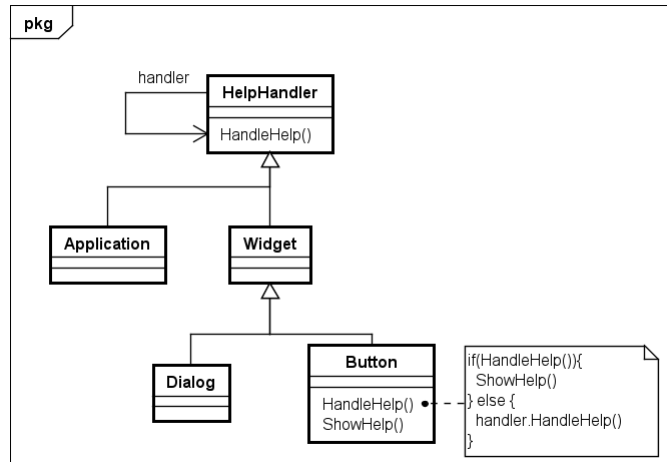 pkg
handler
HelpHandler
HandleHelp()
Application
Widget
Dialog
Button
HandleHelp()
ShowHelp()
if(HandleHelp()){
ShowHelp()
} else {
handler.HandleHelp()
}